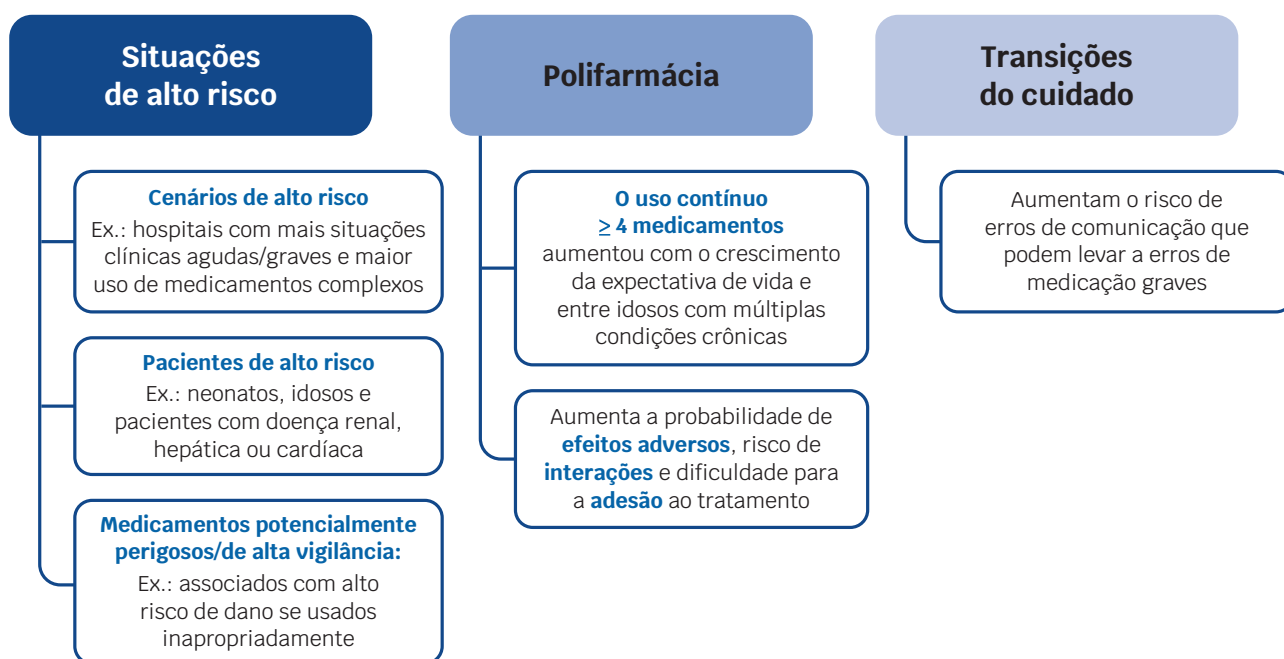 Situações
de alto risco
Cenários de alto risco
Ex.: hospitais com mais situações
clínicas agudas/graves e maior
uso de medicamentos complexos
Pacientes de alto risco
Ex.: neonatos, idosos e
pacientes com doença renal,
hepática ou cardíaca
Medicamentos potencialmente
perigosos/de alta vigilância:
Ex.: associados com alto
risco de dano se usados
inapropriadamente
Polifarmácia
O uso contínuo
≥ 4 medicamentos
aumentou com o crescimento
da expectativa de vida e
entre idosos com múltiplas
condições crônicas
Aumenta a probabilidade de
efeitos adversos, risco de
interações e dificuldade para
a adesão ao tratamento
Transições
do cuidado
Aumentam o risco de
erros de comunicação que
podem levar a erros de
medicação graves